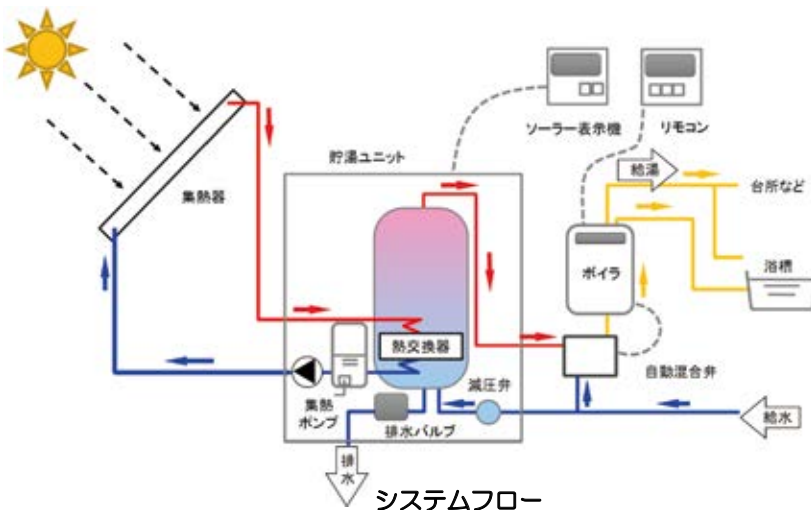 ソーラー表示機
リモコン
貯湯ユニット
給湯
台所など
集熱器
ボイラ
浴槽
熱交換器
自動混合弁
減圧弁
集熱
ポンプ
排水バルブ
給水
排
水
システムフロー